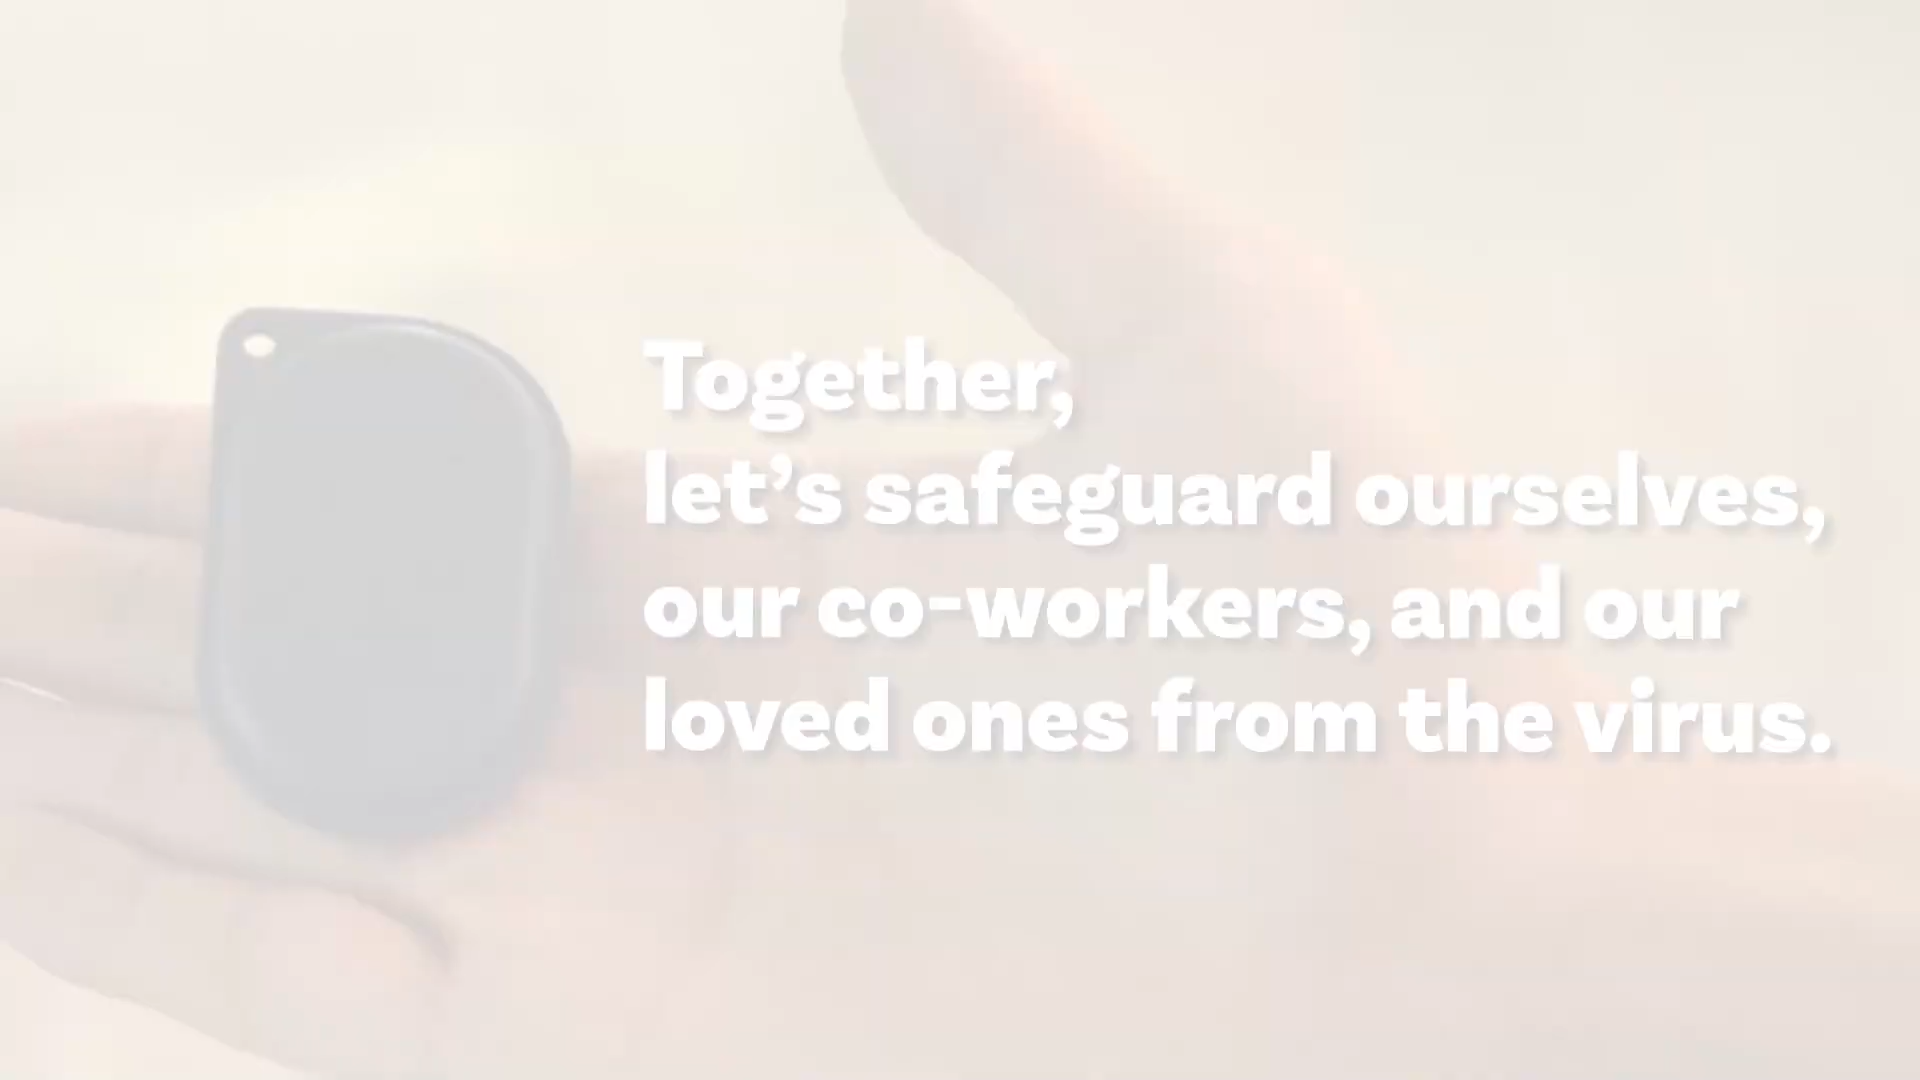 Together,
let’s safeguard ourselves,
our co-workers, and our
loved ones from the virus.